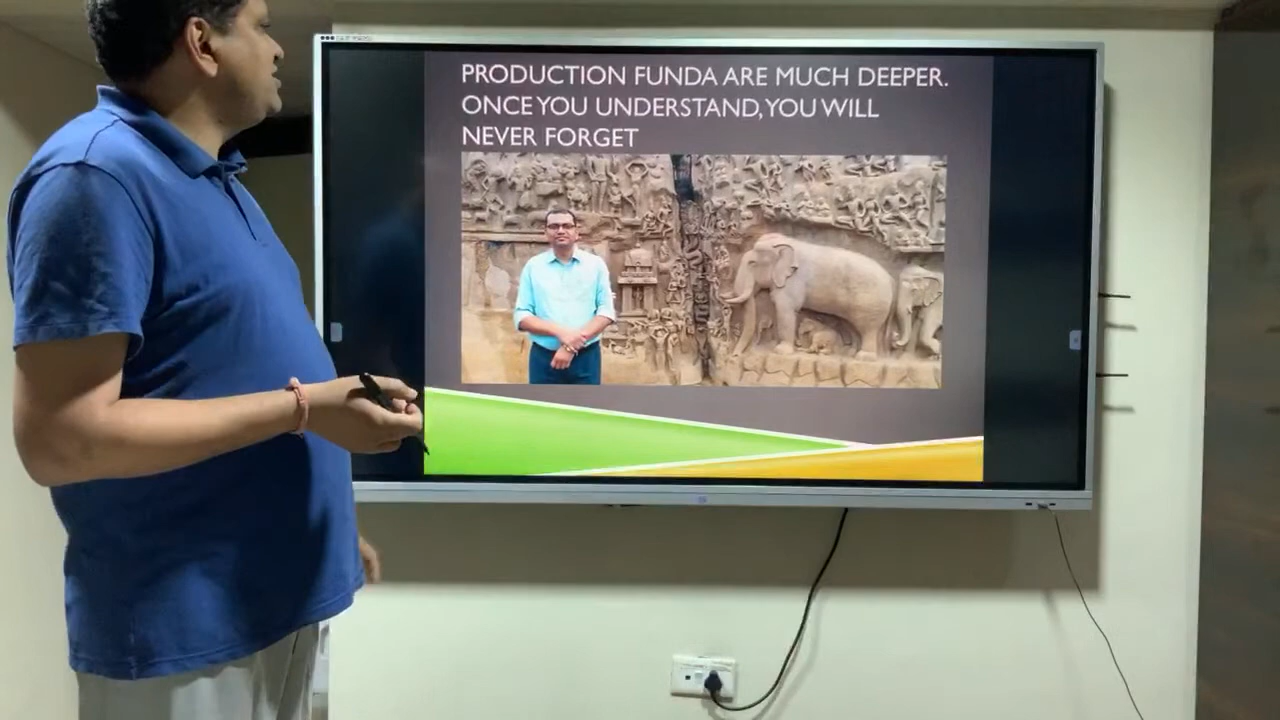 PRODUCTION FUNDA ARE MUCH DEEPER.
ONCE YOU UNDERSTAND, YOU WILL
NEVER FORGET